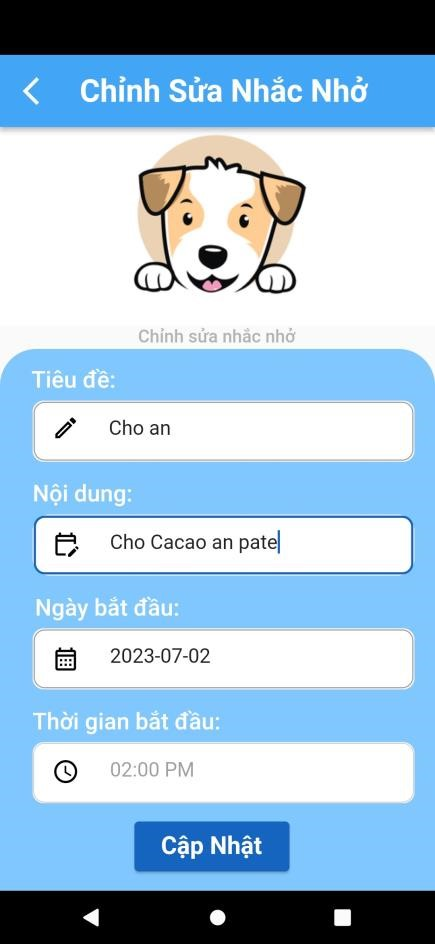 Chỉnh Sửa Nhắc Nhở
Chỉnh sửa nhắc nhở
Tiêu đề:
Cho an
Nội dung:
Cho Cacao an pate
Ngày bắt đầu:
2023-07-02
Thời gian bắt đầu:
02:00 PM
Cập Nhật